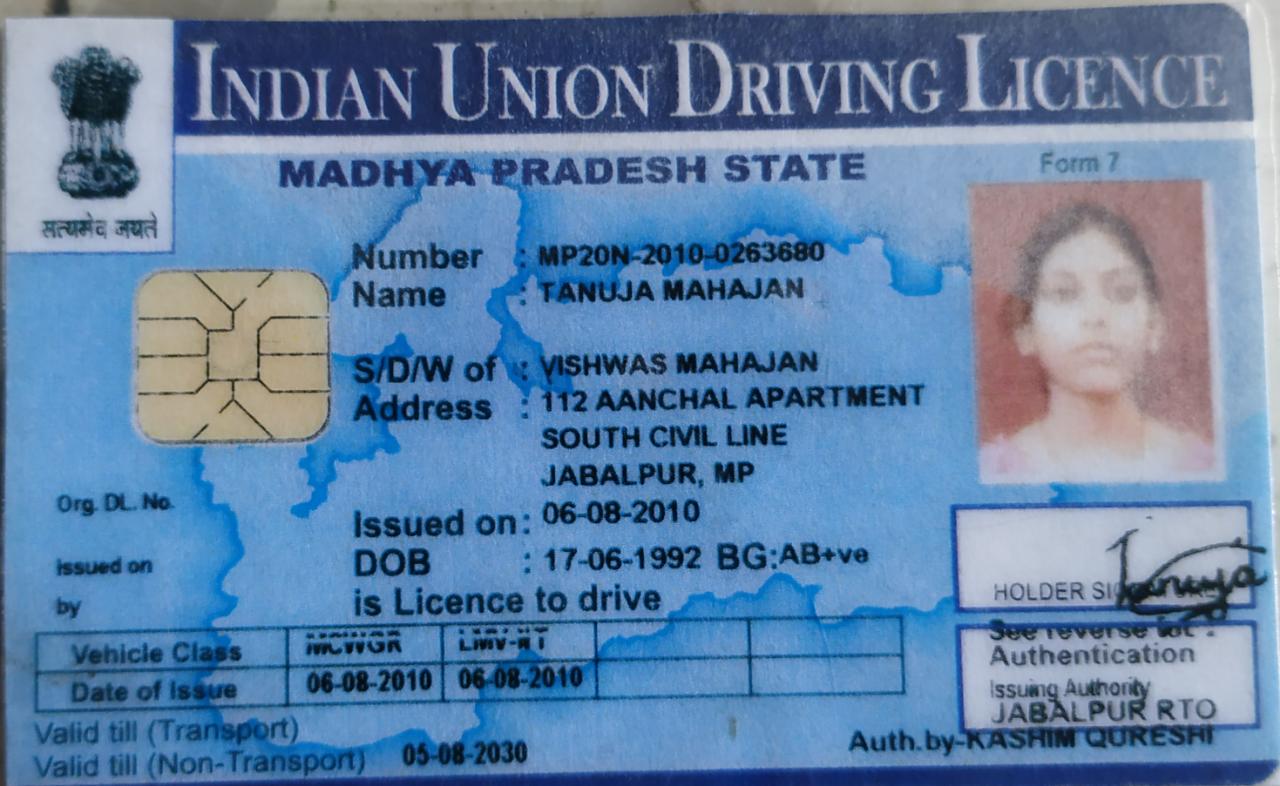 INDIAN UNION DRIVING LICENCE
MADHYA PRADESH STATE
Form 7
सत्यमेव जयते
Number : MP20N-2010-0263680
Name : TANUJA MAHAJAN
S/D/W of : VISHWAS MAHAJAN
Address : 112 AANCHAL APARTMENT
SOUTH CIVIL LINE
JABALPUR, MP
Org. DL. No.
Issued on : 06-08-2010
DOB : 17-06-1992 BG:AB+ve
issued on
by
is Licence to drive
HOLDER
Tanuja
Vehicle Class MCWGR LMV-NT
Date of Issue 06-08-2010 06-08-2010
See reverse for :
Authentication
Issuing Authority
JABALPUR RTO
Valid till (Transport)
Valid till (Non-Transport) 05-08-2030
Auth.by-KASHIM QURESHI